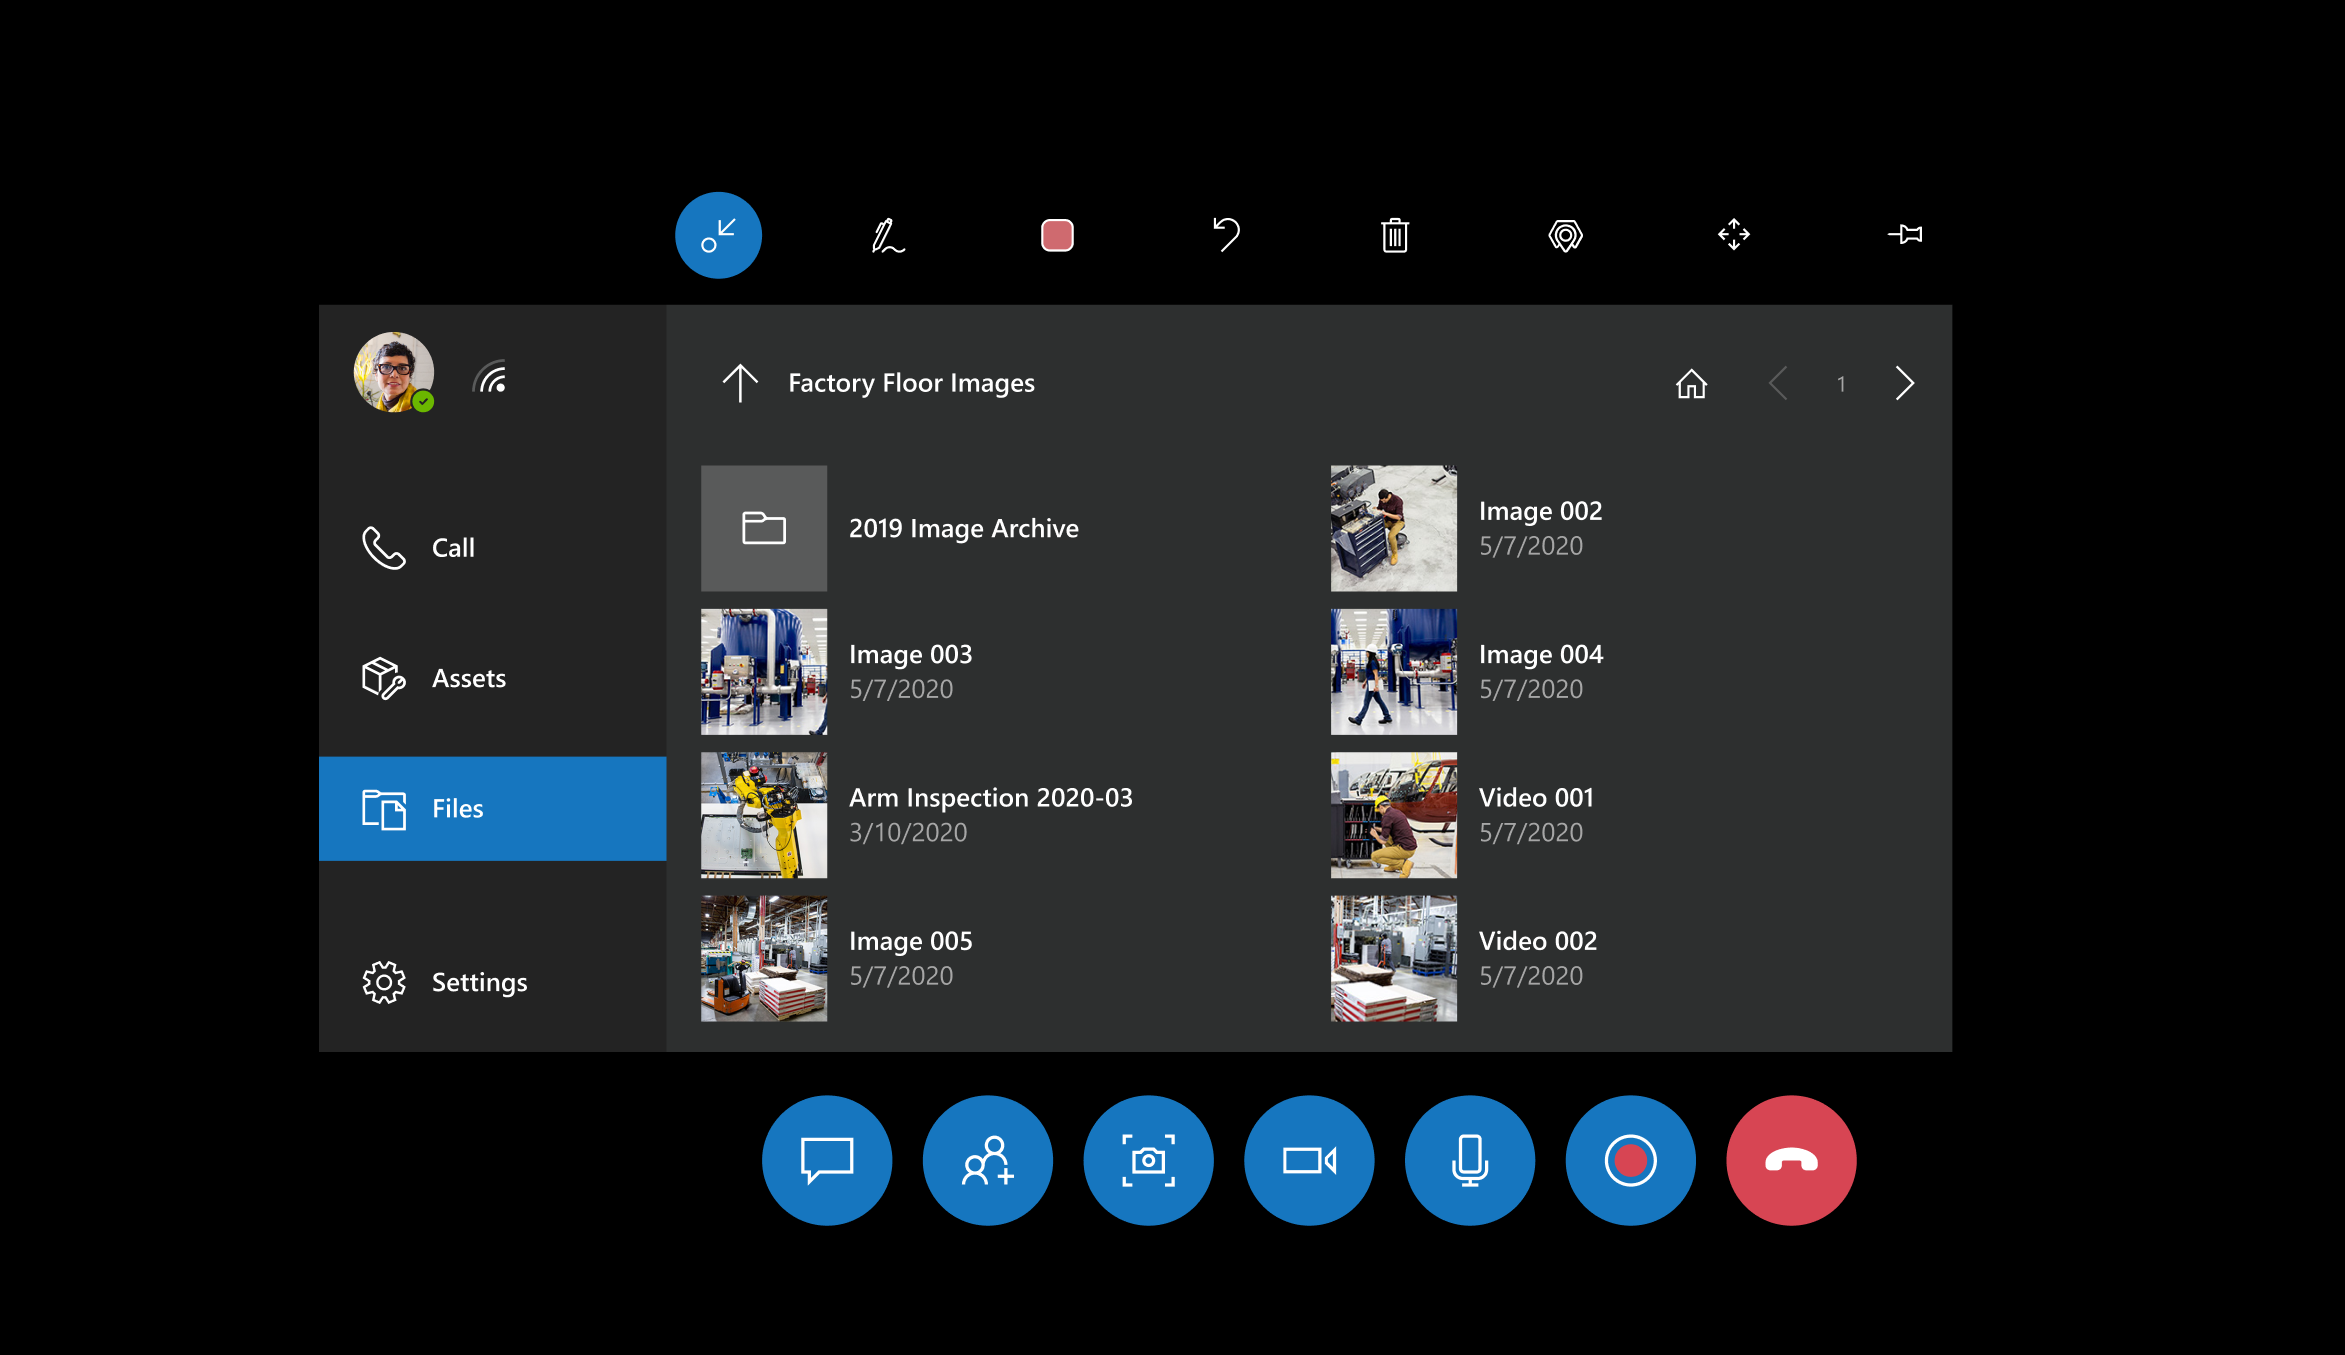 Factory Floor Images
1
Call
Assets
Files
Settings
2019 Image Archive
Image 002
5/7/2020
Image 003
5/7/2020
Image 004
5/7/2020
Arm Inspection 2020-03
3/10/2020
Video 001
5/7/2020
Image 005
5/7/2020
Video 002
5/7/2020